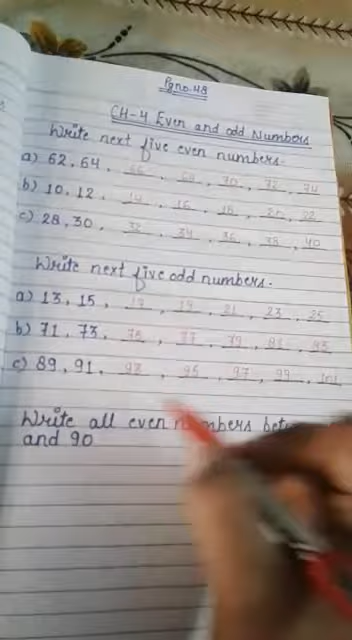 Pg no. 48
CH-4 Even and odd Numbers
Write next five even numbers.
a) 62, 64, 66, 68, 70, 72, 74
b) 10, 12, 14, 16, 18, 20, 22
c) 28, 30, 32, 34, 36, 38, 40
Write next five odd numbers.
a) 13, 15, 17, 19, 21, 23, 25
b) 71, 73, 75, 77, 79, 81, 83
c) 89, 91, 93, 95, 97, 99, 101
Write all even numbers
and 90